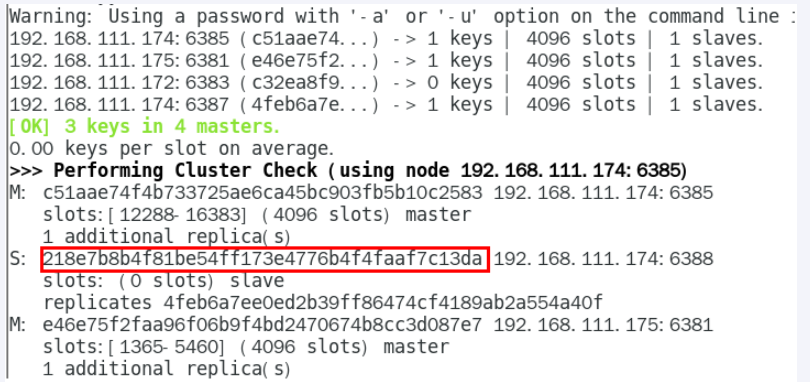 Warning: Using a password with '-a' or '-u' option on the command line
192.168.111.174:6385 (c51aae74...) -> 1 keys | 4096 slots | 1 slaves.
192.168.111.175:6381 (e46e75f2...) -> 1 keys | 4096 slots | 1 slaves.
192.168.111.172:6383 (c32ea8f9...) -> 0 keys | 4096 slots | 1 slaves.
192.168.111.174:6387 (4feb6a7e...) -> 1 keys | 4096 slots | 1 slaves.
[OK] 3 keys in 4 masters.
0.00 keys per slot on average.
>>> Performing Cluster Check (using node 192.168.111.174:6385)
M: c51aae74f4b733725ae6ca45bc903fb5b10c2583 192.168.111.174:6385
slots:[12288-16383] (4096 slots) master
1 additional replica(s)
S: 218e7b8b4f81be54ff173e4776b4f4faaf7c13da 192.168.111.174:6388
slots: (0 slots) slave
replicates 4feb6a7ee0ed2b39ff86474cf4189ab2a554a40f
M: e46e75f2faa96f06b9f4bd2470674b8cc3d087e7 192.168.111.175:6381
slots:[1365-5460] (4096 slots) master
1 additional replica(s)